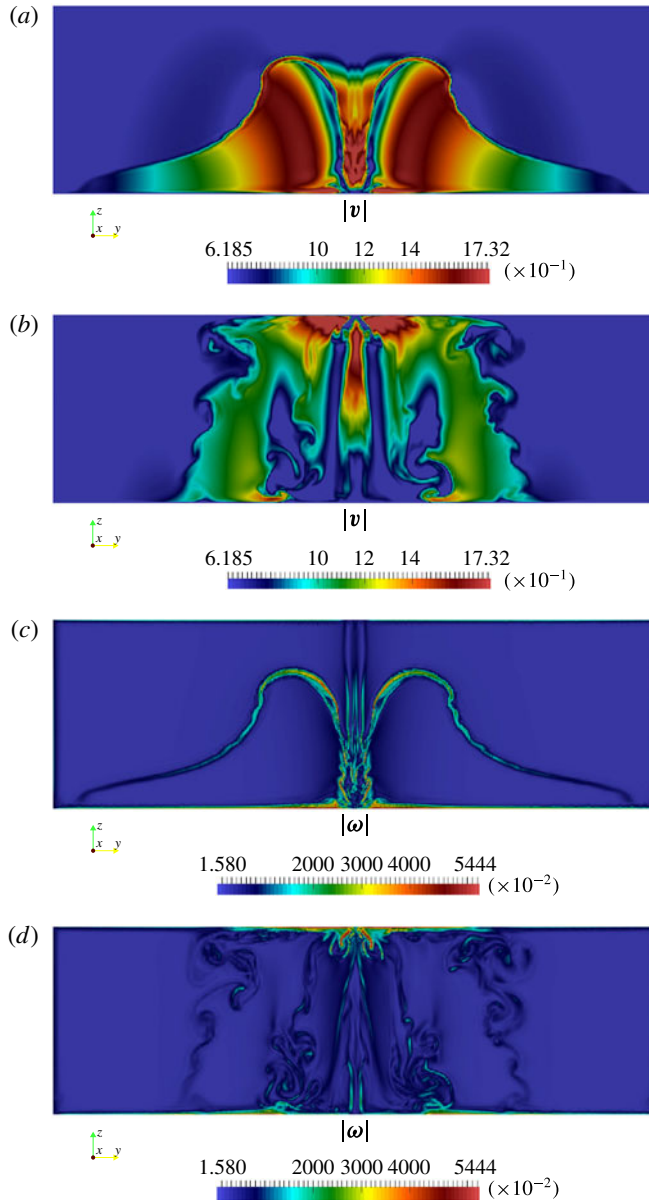 (a)
z
x y
|v|
6.185 10 12 14 17.32 (×10⁻¹)
(b)
z
x y
|v|
6.185 10 12 14 17.32 (×10⁻¹)
(c)
z
x y
|ω|
1.580 2000 3000 4000 5444 (×10⁻²)
(d)
z
x y
|ω|
1.580 2000 3000 4000 5444 (×10⁻²)